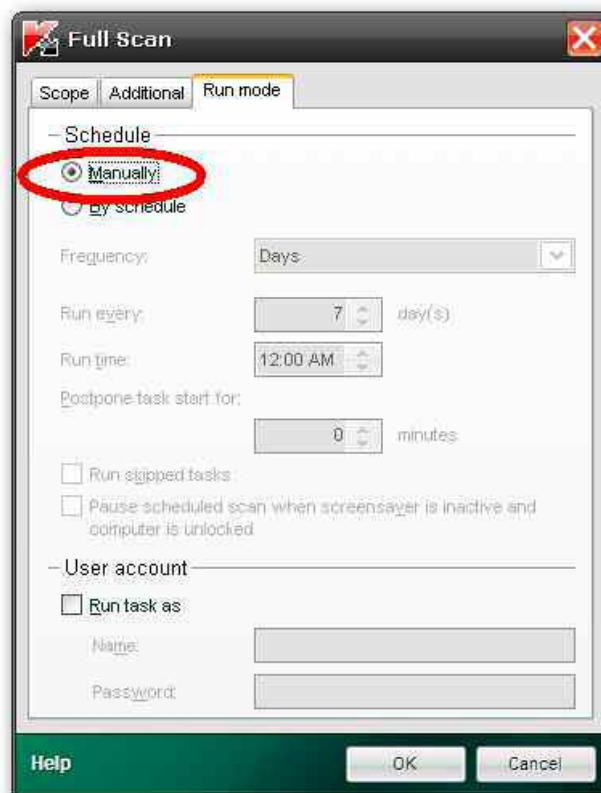 Full Scan
Scope Additional Run mode
Schedule
Manually
By schedule
Frequency: Days
Run every: 7 day(s)
Run time: 12:00 AM
Postpone task start for:
0 minutes
Run skipped tasks
Pause scheduled scan when screensaver is inactive and
computer is unlocked
User account
Run task as
Name:
Password:
Help OK Cancel